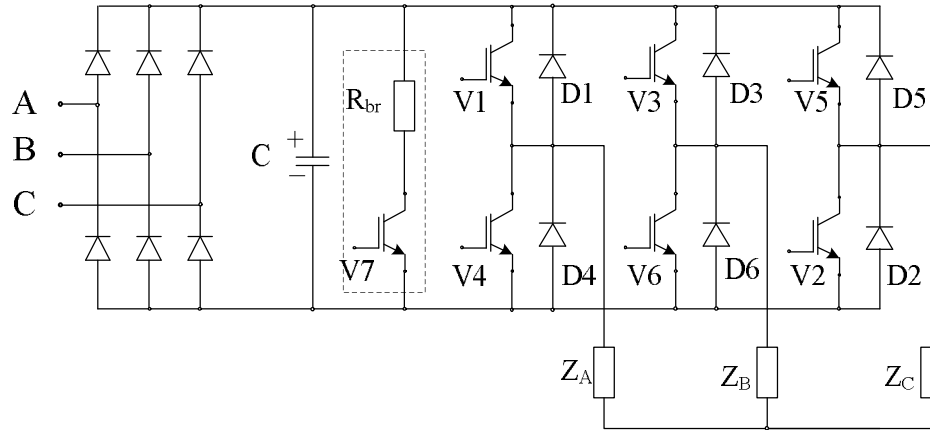 A
B
C
C
+
−
R_br
V7
V1
D1
V3
D3
V5
D5
V4
D4
V6
D6
V2
D2
Z_A
Z_B
Z_C